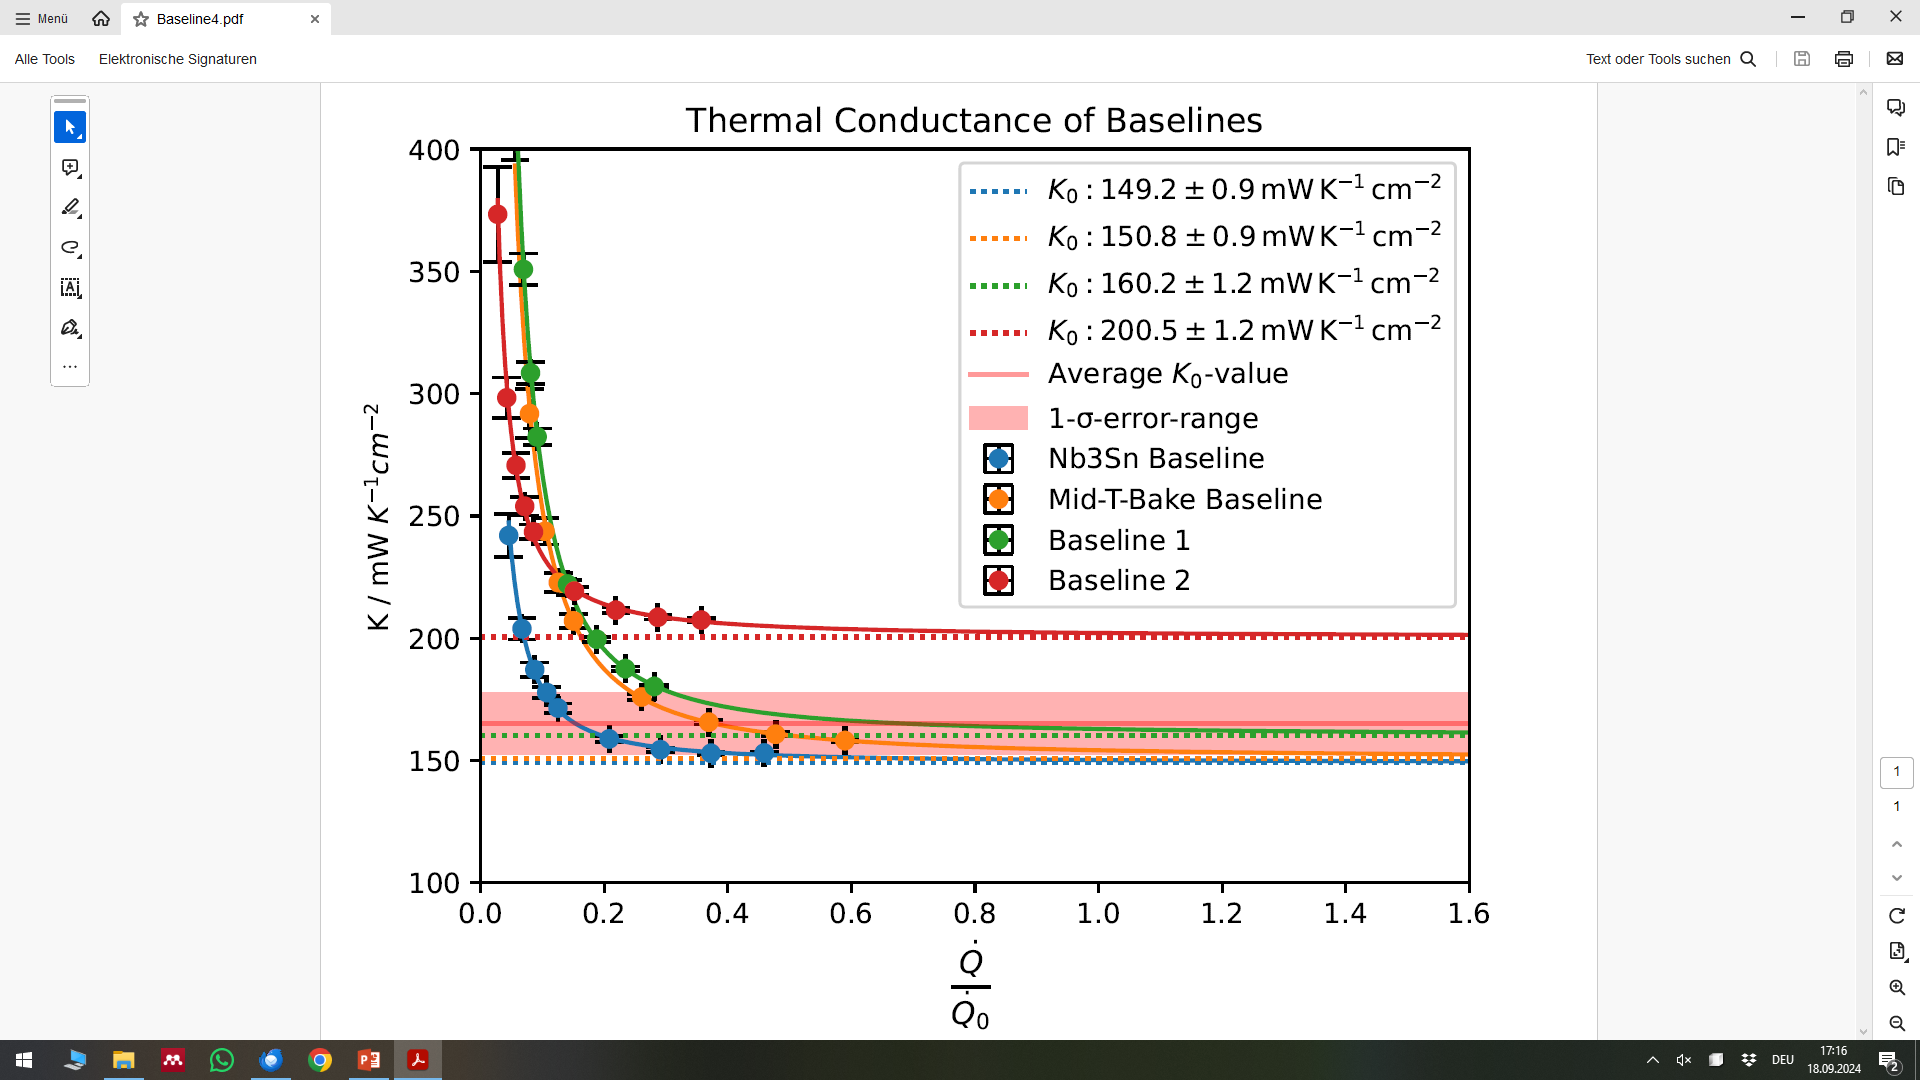 Menü
Baseline4.pdf
Alle Tools
Elektronische Signaturen
Text oder Tools suchen
Thermal Conductance of Baselines
400
350
300
250
200
150
100
K / mW K⁻¹cm⁻²
K₀ : 149.2 ± 0.9 mW K⁻¹ cm⁻²
K₀ : 150.8 ± 0.9 mW K⁻¹ cm⁻²
K₀ : 160.2 ± 1.2 mW K⁻¹ cm⁻²
K₀ : 200.5 ± 1.2 mW K⁻¹ cm⁻²
Average K₀-value
1-σ-error-range
Nb3Sn Baseline
Mid-T-Bake Baseline
Baseline 1
Baseline 2
0.0 0.2 0.4 0.6 0.8 1.0 1.2 1.4 1.6
Q̇
Q̇₀
1
1
DEU
17:16
18.09.2024
2